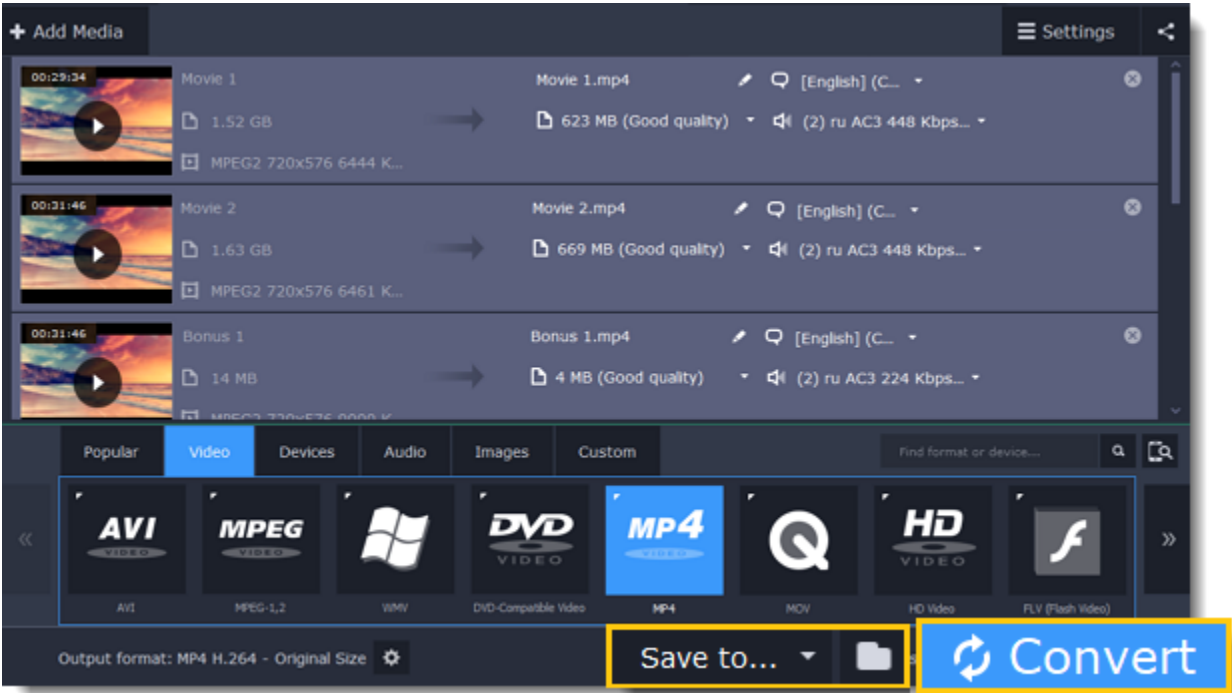 Add Media
Settings
00:29:34
Movie 1
Movie 1.mp4
[English] (C...
1.52 GB
623 MB (Good quality)
(2) ru AC3 448 Kbps...
MPEG2 720x576 6444 K...
00:31:46
Movie 2
Movie 2.mp4
[English] (C...
1.63 GB
669 MB (Good quality)
(2) ru AC3 448 Kbps...
MPEG2 720x576 6461 K...
00:31:46
Bonus 1
Bonus 1.mp4
[English] (C...
14 MB
4 MB (Good quality)
(2) ru AC3 224 Kbps...
MPEG2 720x576
Popular
Video
Devices
Audio
Images
Custom
Find format or device....
AVI
VIDEO
MPEG
VIDEO
DVD
VIDEO
MP4
VIDEO
HD
VIDEO
AVI
MPEG-1,2
WMV
DVD-Compatible Video
MP4
MOV
HD Video
FLV (Flash Video)
Output format: MP4 H.264 - Original Size
Save to...
Convert